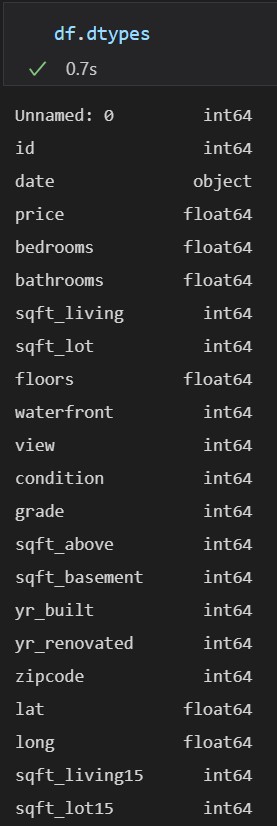 df.dtypes
✓ 0.7s
Unnamed: 0 int64
id int64
date object
price float64
bedrooms float64
bathrooms float64
sqft_living int64
sqft_lot int64
floors float64
waterfront int64
view int64
condition int64
grade int64
sqft_above int64
sqft_basement int64
yr_built int64
yr_renovated int64
zipcode int64
lat float64
long float64
sqft_living15 int64
sqft_lot15 int64